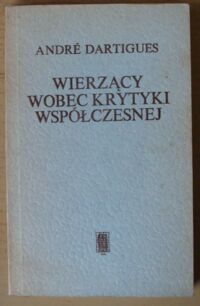 ANDRÉ DARTIGUES
WIERZĄCY
WOBEC KRYTYKI
WSPÓŁCZESNEJ